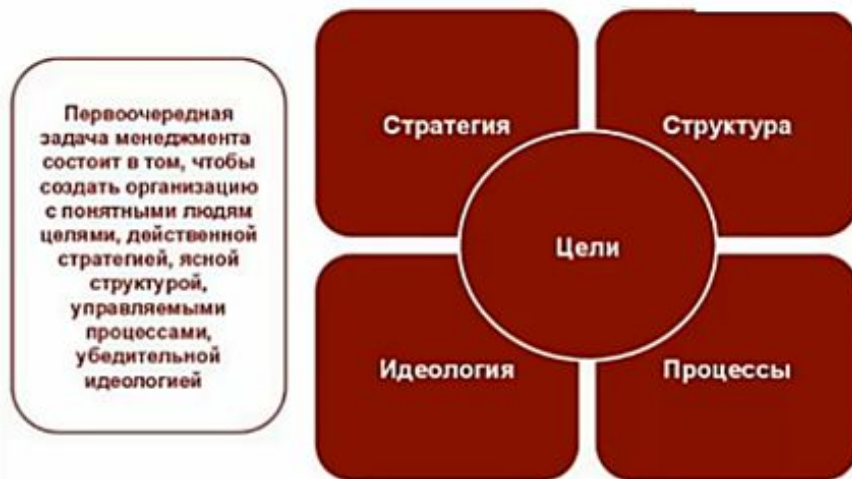 Первоочередная
задача менеджмента
состоит в том, чтобы
создать организацию
с понятными людям
целями, действенной
стратегией, ясной
структурой,
управляемыми
процессами,
убедительной
идеологией
Стратегия
Структура
Цели
Идеология
Процессы